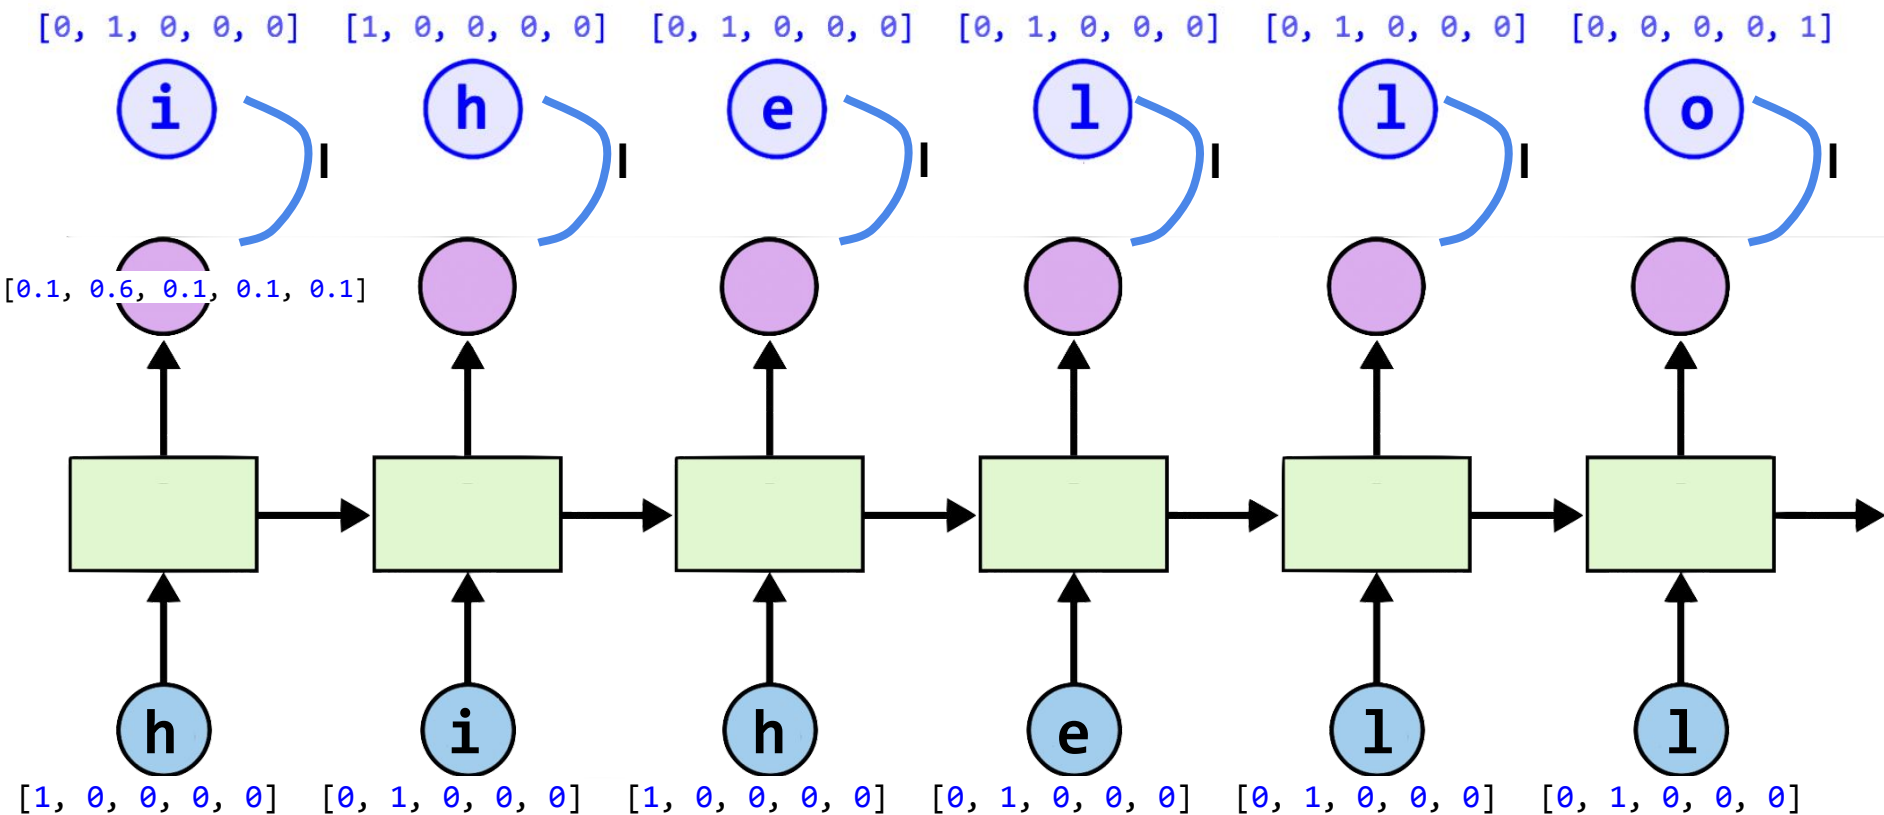 [0, 1, 0, 0, 0] [1, 0, 0, 0, 0] [0, 1, 0, 0, 0] [0, 1, 0, 0, 0] [0, 1, 0, 0, 0] [0, 0, 0, 0, 1]
i h e l l o
l l l l l l
[0.1, 0.6, 0.1, 0.1, 0.1]
h i h e l l
[1, 0, 0, 0, 0] [0, 1, 0, 0, 0] [1, 0, 0, 0, 0] [0, 1, 0, 0, 0] [0, 1, 0, 0, 0] [0, 1, 0, 0, 0]